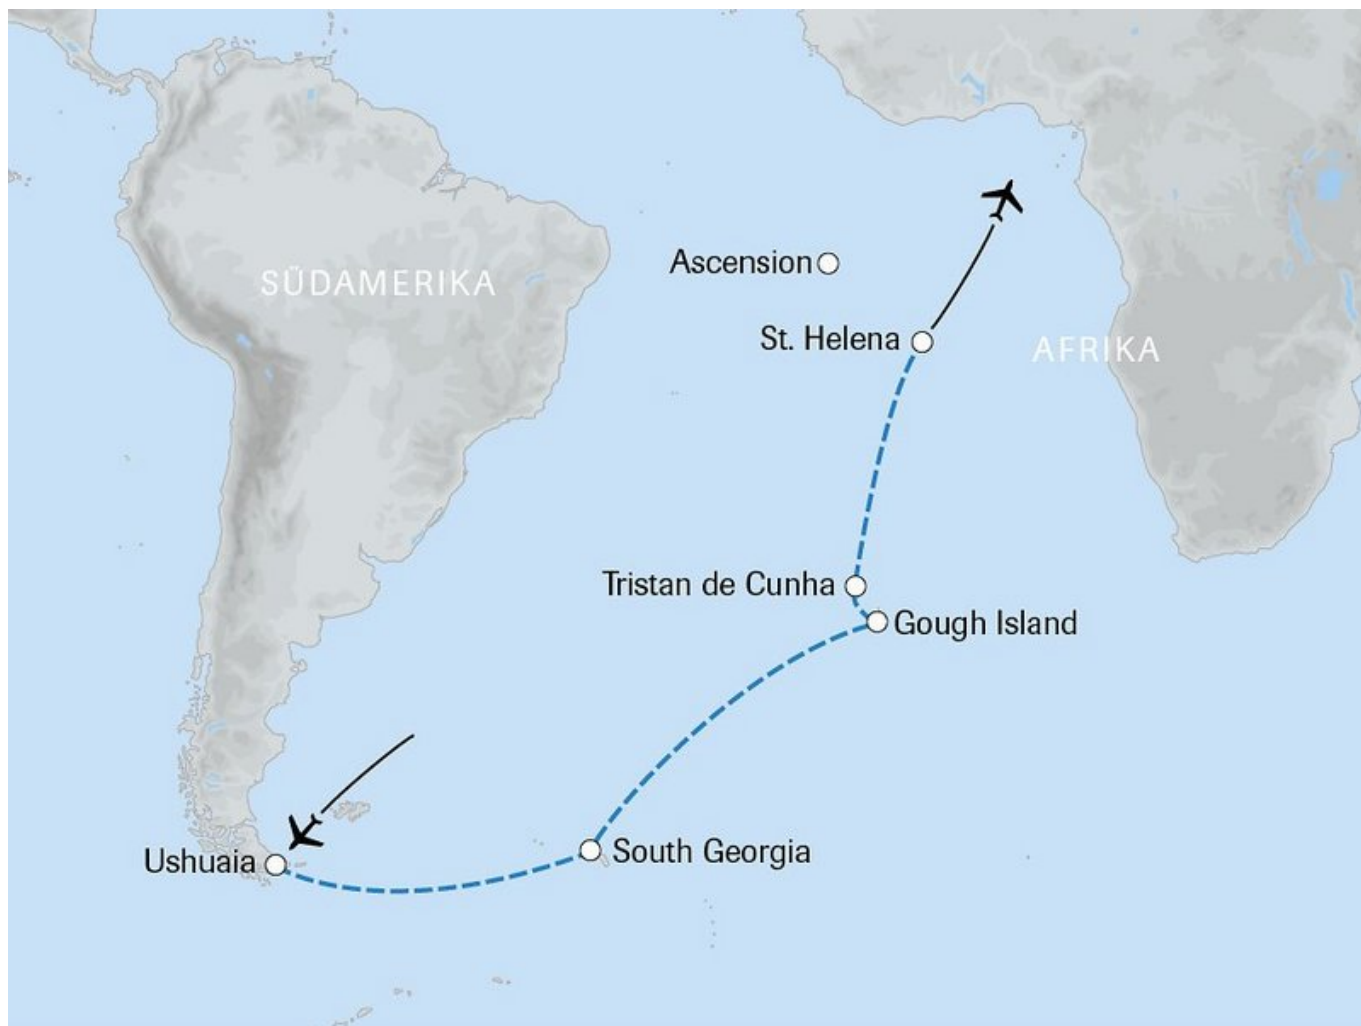 Ascension
SÜDAMERIKA
St. Helena
AFRIKA
Tristan de Cunha
Gough Island
South Georgia
Ushuaia